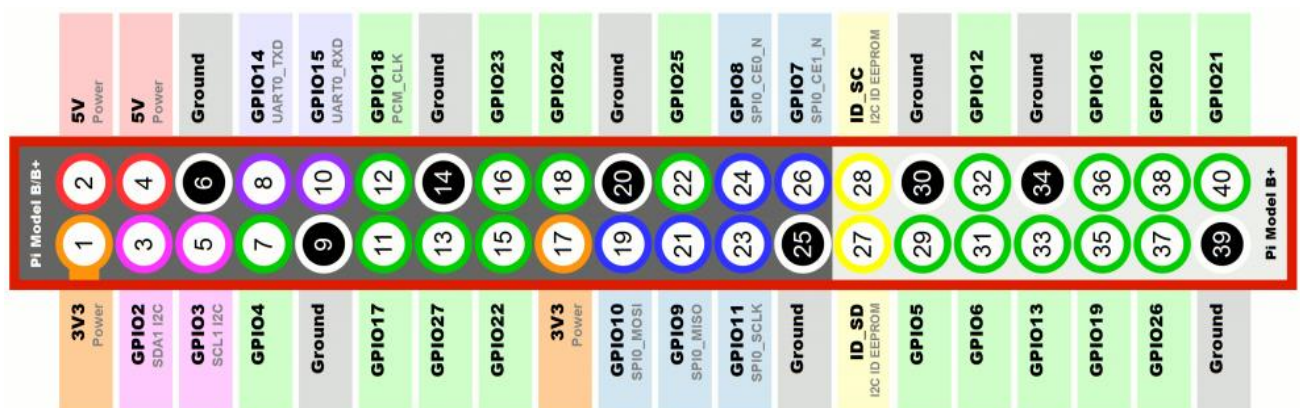 5V
Power
5V
Power
Ground
GPIO14
UART0_TXD
GPIO15
UART0_RXD
GPIO18
PCM_CLK
Ground
GPIO23
GPIO24
Ground
GPIO25
GPIO8
SPI0_CE0_N
GPIO7
SPI0_CE1_N
ID_SC
I2C ID EEPROM
Ground
GPIO12
Ground
GPIO16
GPIO20
GPIO21
Pi Model B/B+
2 4 6 8 10 12 14 16 18 20 22 24 26 28 30 32 34 36 38 40
1 3 5 7 9 11 13 15 17 19 21 23 25 27 29 31 33 35 37 39
Pi Model B+
3V3
Power
GPIO2
SDA1 I2C
GPIO3
SCL1 I2C
GPIO4
Ground
GPIO17
GPIO27
GPIO22
3V3
Power
GPIO10
SPI0_MOSI
GPIO9
SPI0_MISO
GPIO11
SPI0_SCLK
Ground
ID_SD
I2C ID EEPROM
GPIO5
GPIO6
GPIO13
GPIO19
GPIO26
Ground